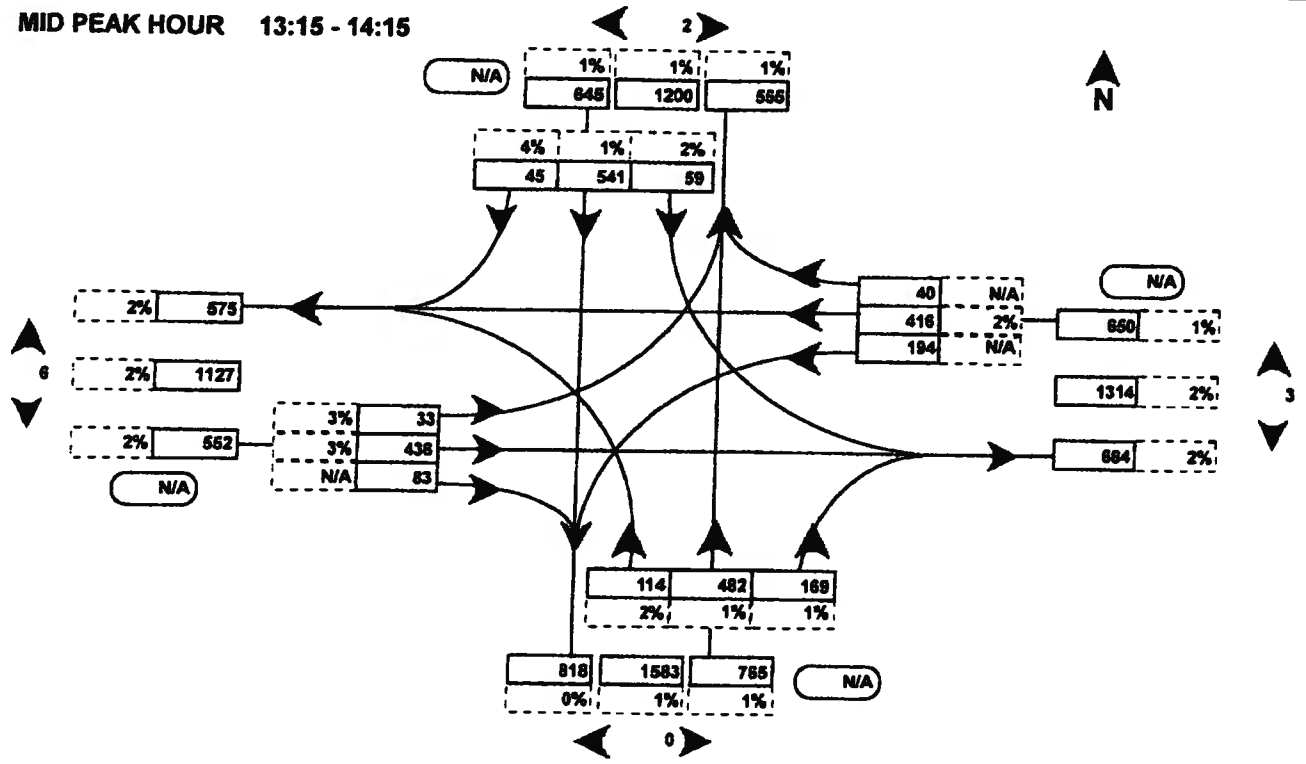 MID PEAK HOUR 13:15 - 14:15
2
N
N/A
1% 1% 1%
645 1200 555
4% 1% 2%
45 541 59
40 N/A
416 2%
194 N/A
N/A
650 1%
1314 2%
664 2%
3
2% 575
2% 1127
2% 552
6
N/A
3% 33
3% 436
N/A 83
114 482 169
2% 1% 1%
818 1583 765
0% 1% 1%
N/A
0